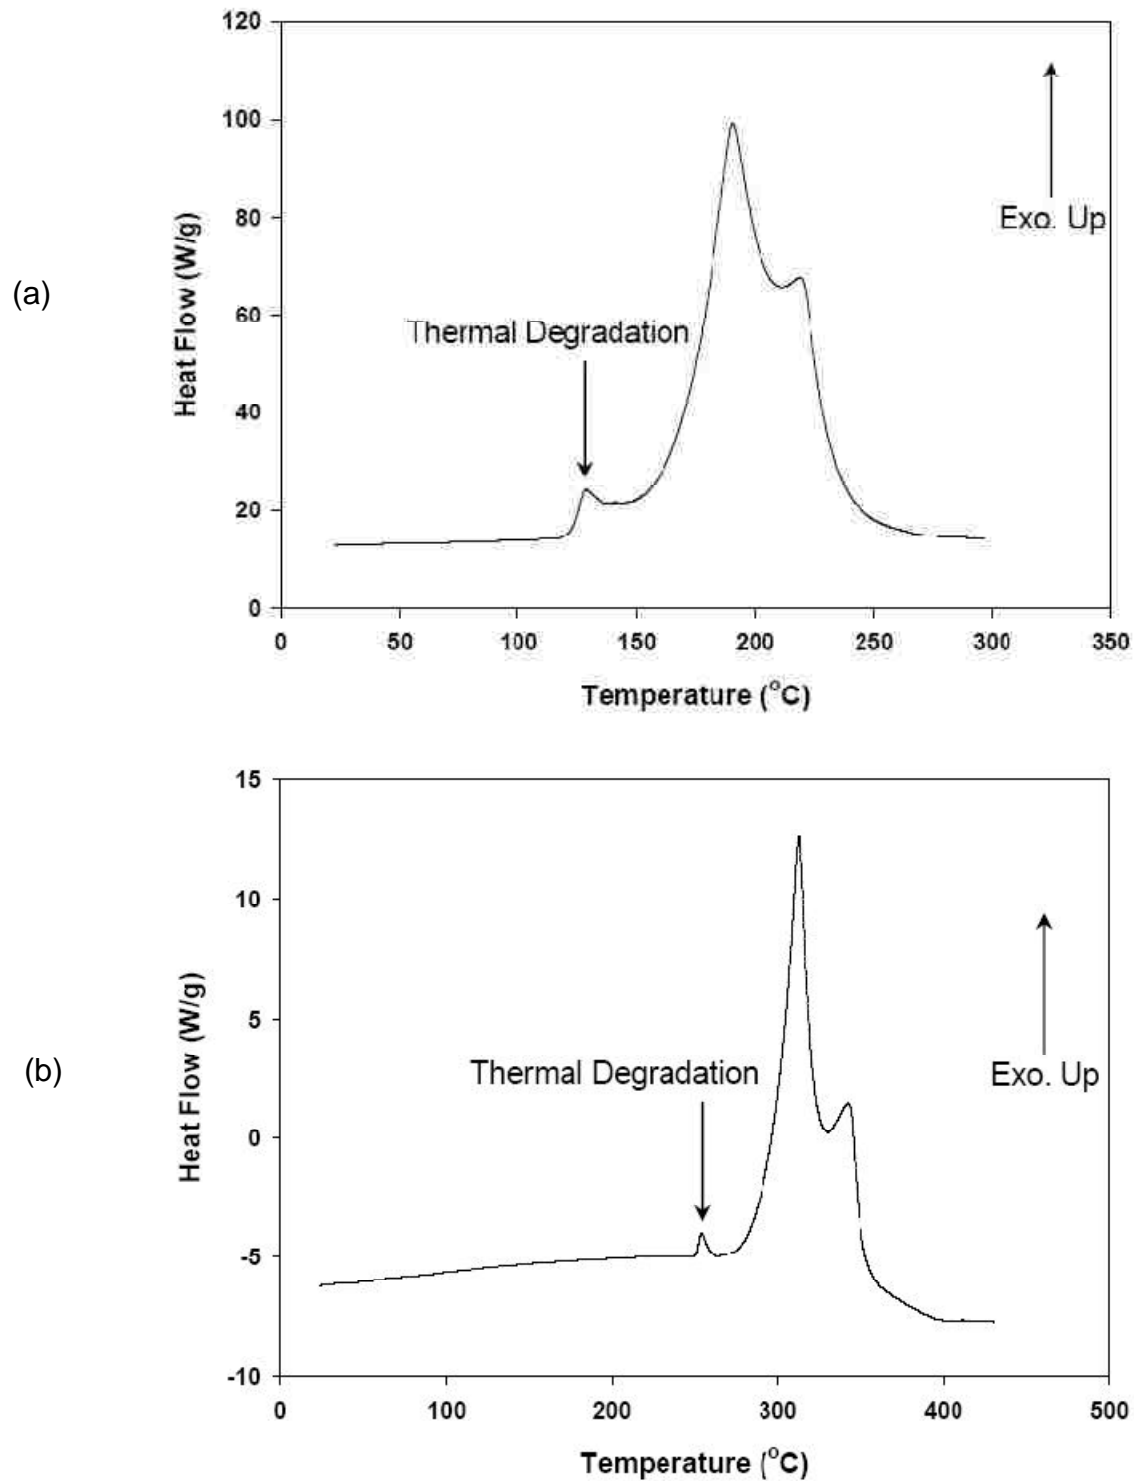 (a)
120
100
80
60
40
20
0
Heat Flow (W/g)
Thermal Degradation
Exo. Up
0 50 100 150 200 250 300 350
Temperature (°C)
(b)
15
10
5
0
-5
-10
Heat Flow (W/g)
Thermal Degradation
Exo. Up
0 100 200 300 400 500
Temperature (°C)